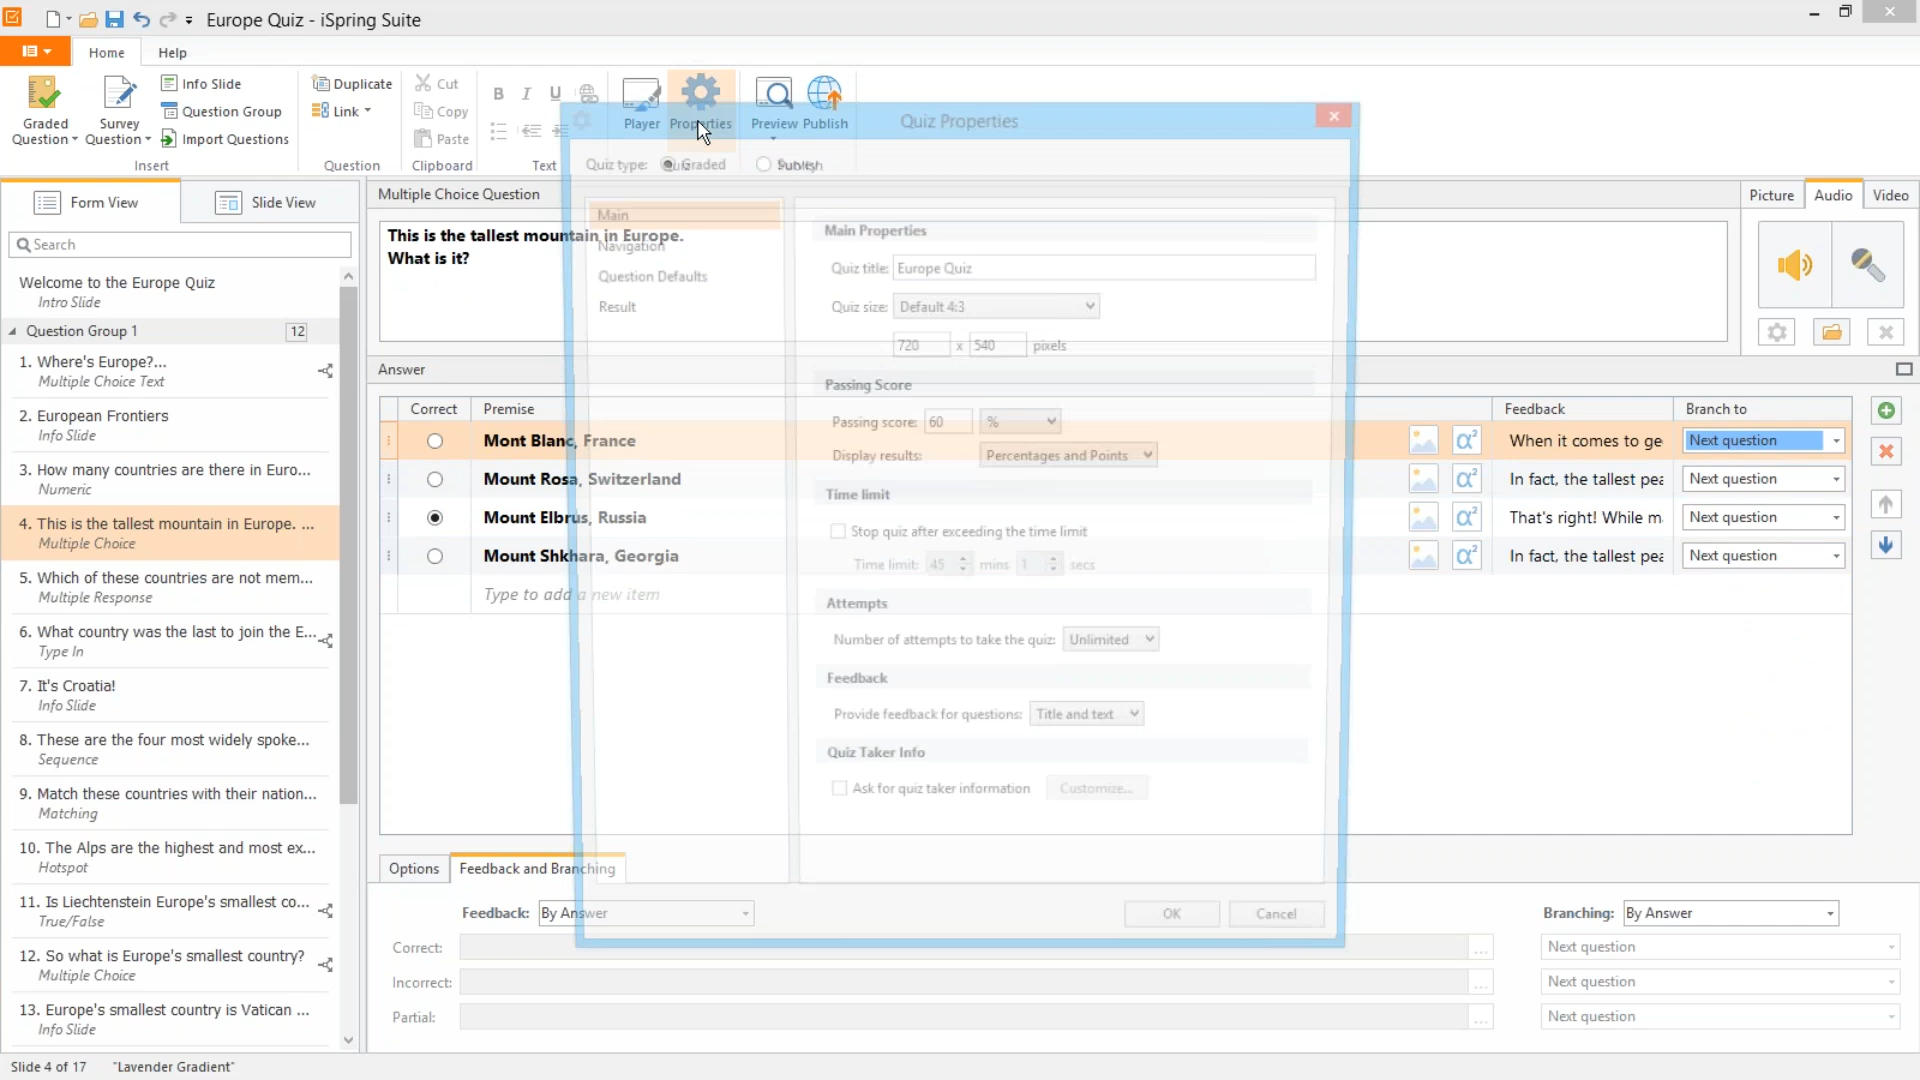 Europe Quiz - iSpring Suite
Home
Help
Graded
Question
Survey
Question
Info Slide
Question Group
Import Questions
Insert
Duplicate
Link
Question
Cut
Copy
Paste
Clipboard
B I U
Text
Player
Properties
Preview
Publish
Publish
Form View
Slide View
Search
Welcome to the Europe Quiz
Intro Slide
Question Group 1
12
1. Where's Europe?...
Multiple Choice Text
2. European Frontiers
Info Slide
3. How many countries are there in Euro...
Numeric
4. This is the tallest mountain in Europe. ...
Multiple Choice
5. Which of these countries are not mem...
Multiple Response
6. What country was the last to join the E...
Type In
7. It's Croatia!
Info Slide
8. These are the four most widely spoke...
Sequence
9. Match these countries with their nation...
Matching
10. The Alps are the highest and most ex...
Hotspot
11. Is Liechtenstein Europe's smallest co...
True/False
12. So what is Europe's smallest country?
Multiple Choice
13. Europe's smallest country is Vatican ...
Info Slide
Multiple Choice Question
This is the tallest mountain in Europe.
What is it?
Picture
Audio
Video
Answer
Correct
Premise
Feedback
Branch to
Mont Blanc, France
α²
When it comes to ge
Next question
Mount Rosa, Switzerland
α²
In fact, the tallest pea
Next question
Mount Elbrus, Russia
α²
That's right! While m
Next question
Mount Shkhara, Georgia
α²
In fact, the tallest pea
Next question
Type to add a new item
Quiz Properties
Quiz type:
Graded
Main
Navigation
Question Defaults
Result
Main Properties
Quiz title: Europe Quiz
Quiz size: Default 4:3
720 x 540 pixels
Passing Score
Passing score: 60 %
Display results: Percentages and Points
Time limit
Stop quiz after exceeding the time limit
Time limit: 45 mins 1 secs
Attempts
Number of attempts to take the quiz: Unlimited
Feedback
Provide feedback for questions: Title and text
Quiz Taker Info
Ask for quiz taker information
Customize...
OK
Cancel
Options
Feedback and Branching
Feedback: By Answer
Branching: By Answer
Correct:
...
Next question
Incorrect:
...
Next question
Partial:
...
Next question
Slide 4 of 17
"Lavender Gradient"